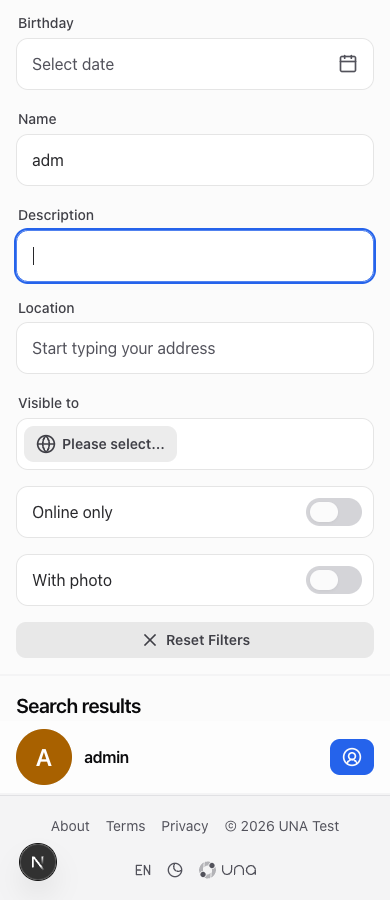 Birthday
Select date
Name
adm
Description
Location
Start typing your address
Visible to
Please select...
Online only
With photo
Reset Filters
Search results
A admin
About Terms Privacy © 2026 UNA Test
N EN una